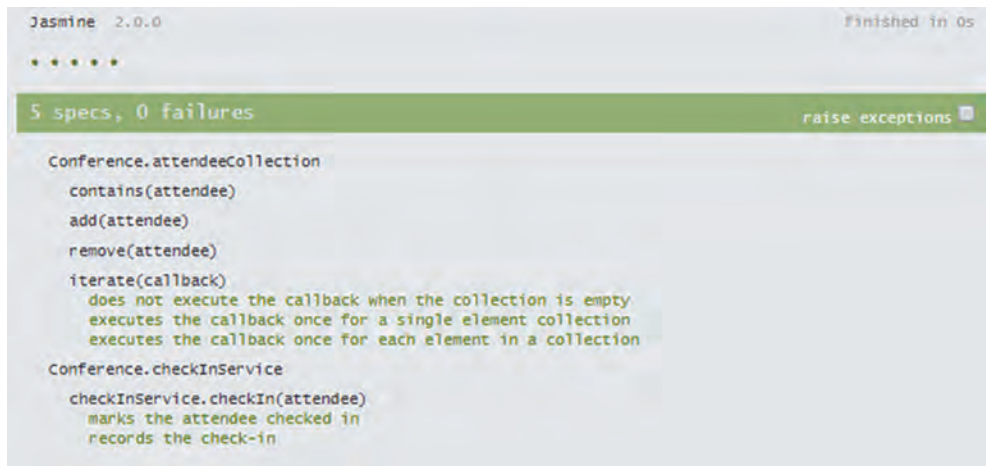 Jasmine 2.0.0 finished in 0s
5 specs, 0 failures raise exceptions
Conference.attendeeCollection
contains(attendee)
add(attendee)
remove(attendee)
iterate(callback)
does not execute the callback when the collection is empty
executes the callback once for a single element collection
executes the callback once for each element in a collection
Conference.checkInService
checkInService.checkIn(attendee)
marks the attendee checked in
records the check-in